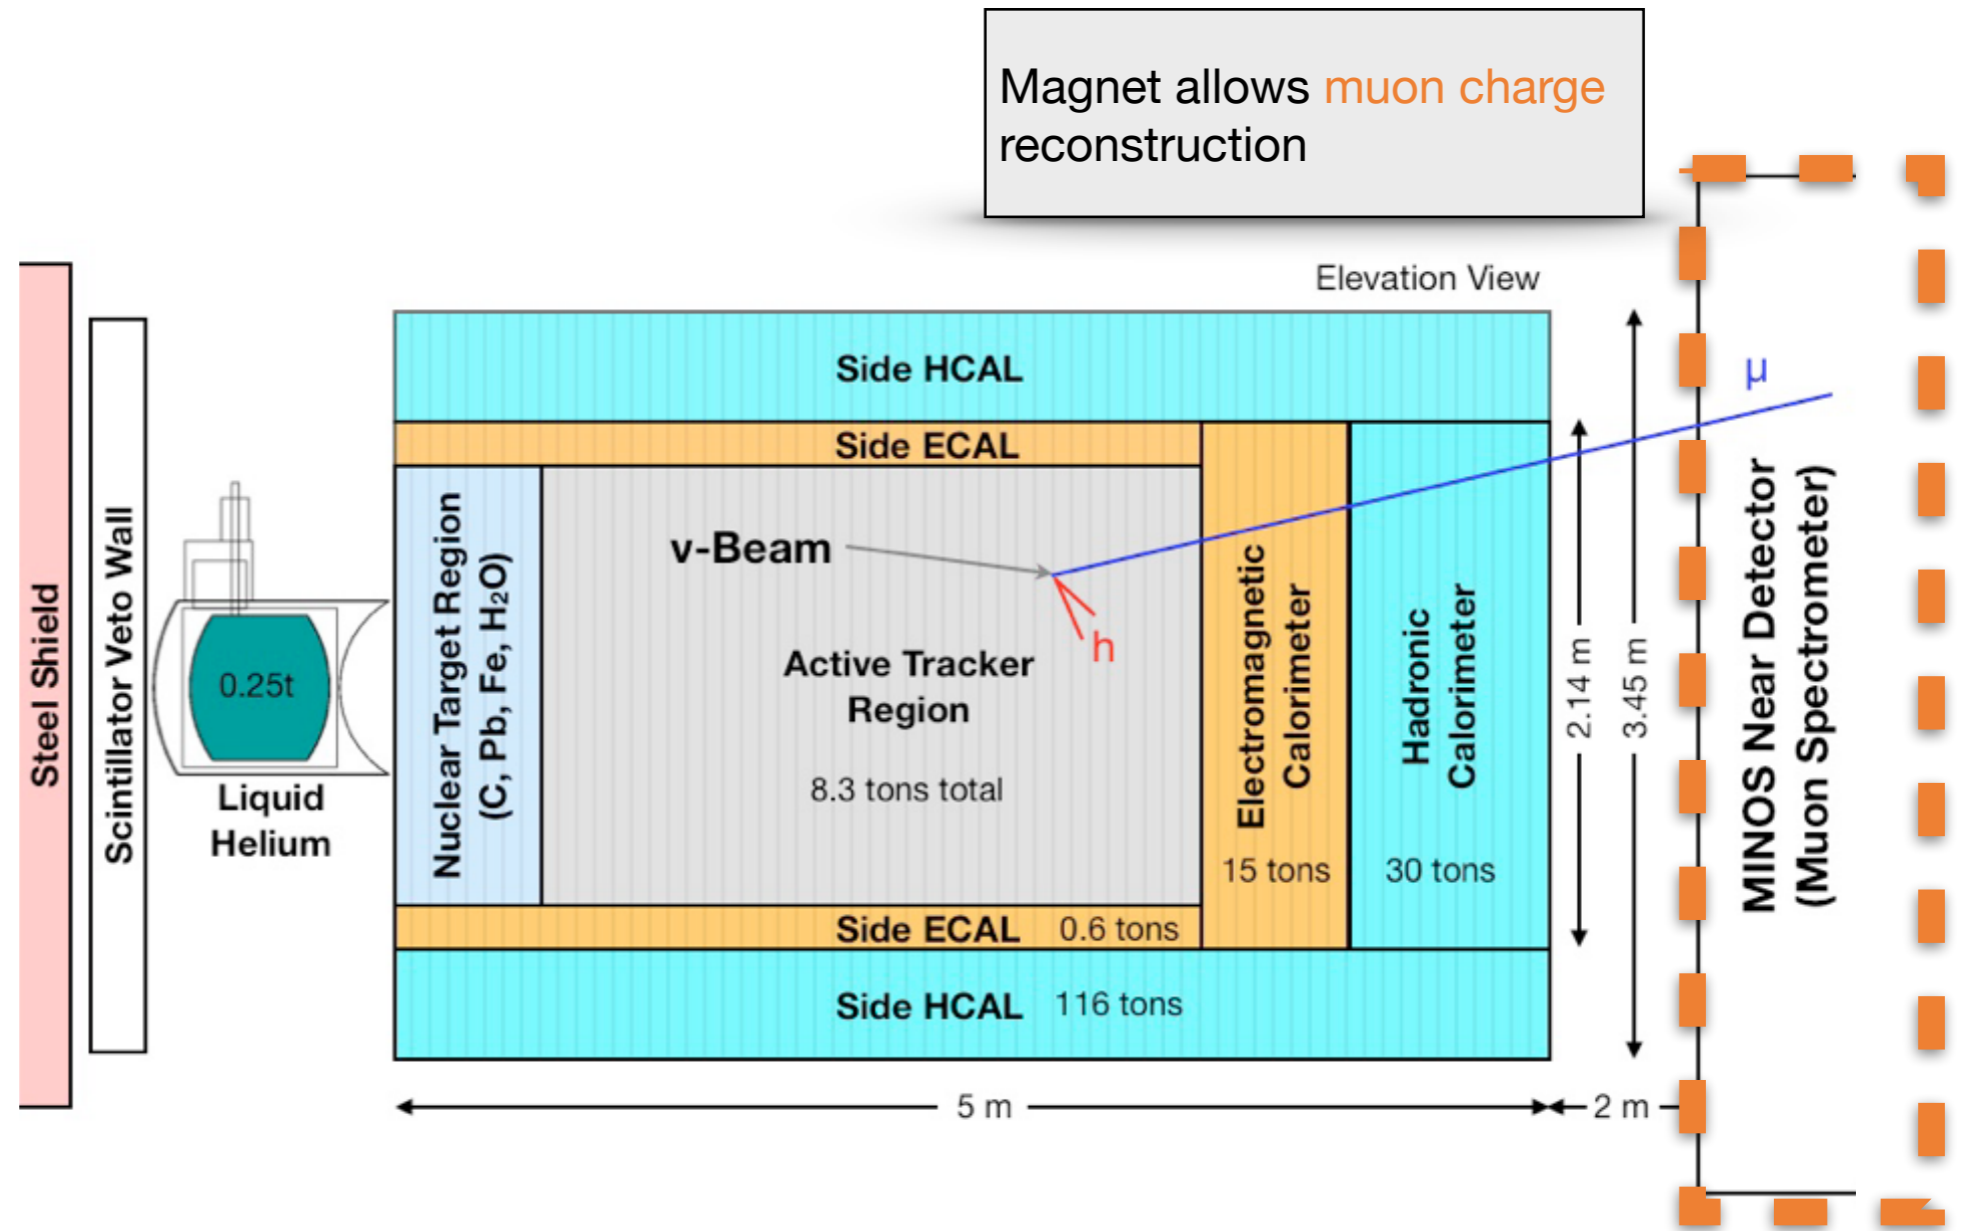 Magnet allows muon charge
reconstruction
Elevation View
Steel Shield
Scintillator Veto Wall
0.25t
Liquid
Helium
Side HCAL
Side ECAL
Nuclear Target Region
(C, Pb, Fe, H₂O)
ν-Beam
h
μ
Active Tracker
Region
8.3 tons total
Electromagnetic
Calorimeter
15 tons
Hadronic
Calorimeter
30 tons
Side ECAL 0.6 tons
Side HCAL 116 tons
2.14 m
3.45 m
5 m
2 m
MINOS Near Detector
(Muon Spectrometer)